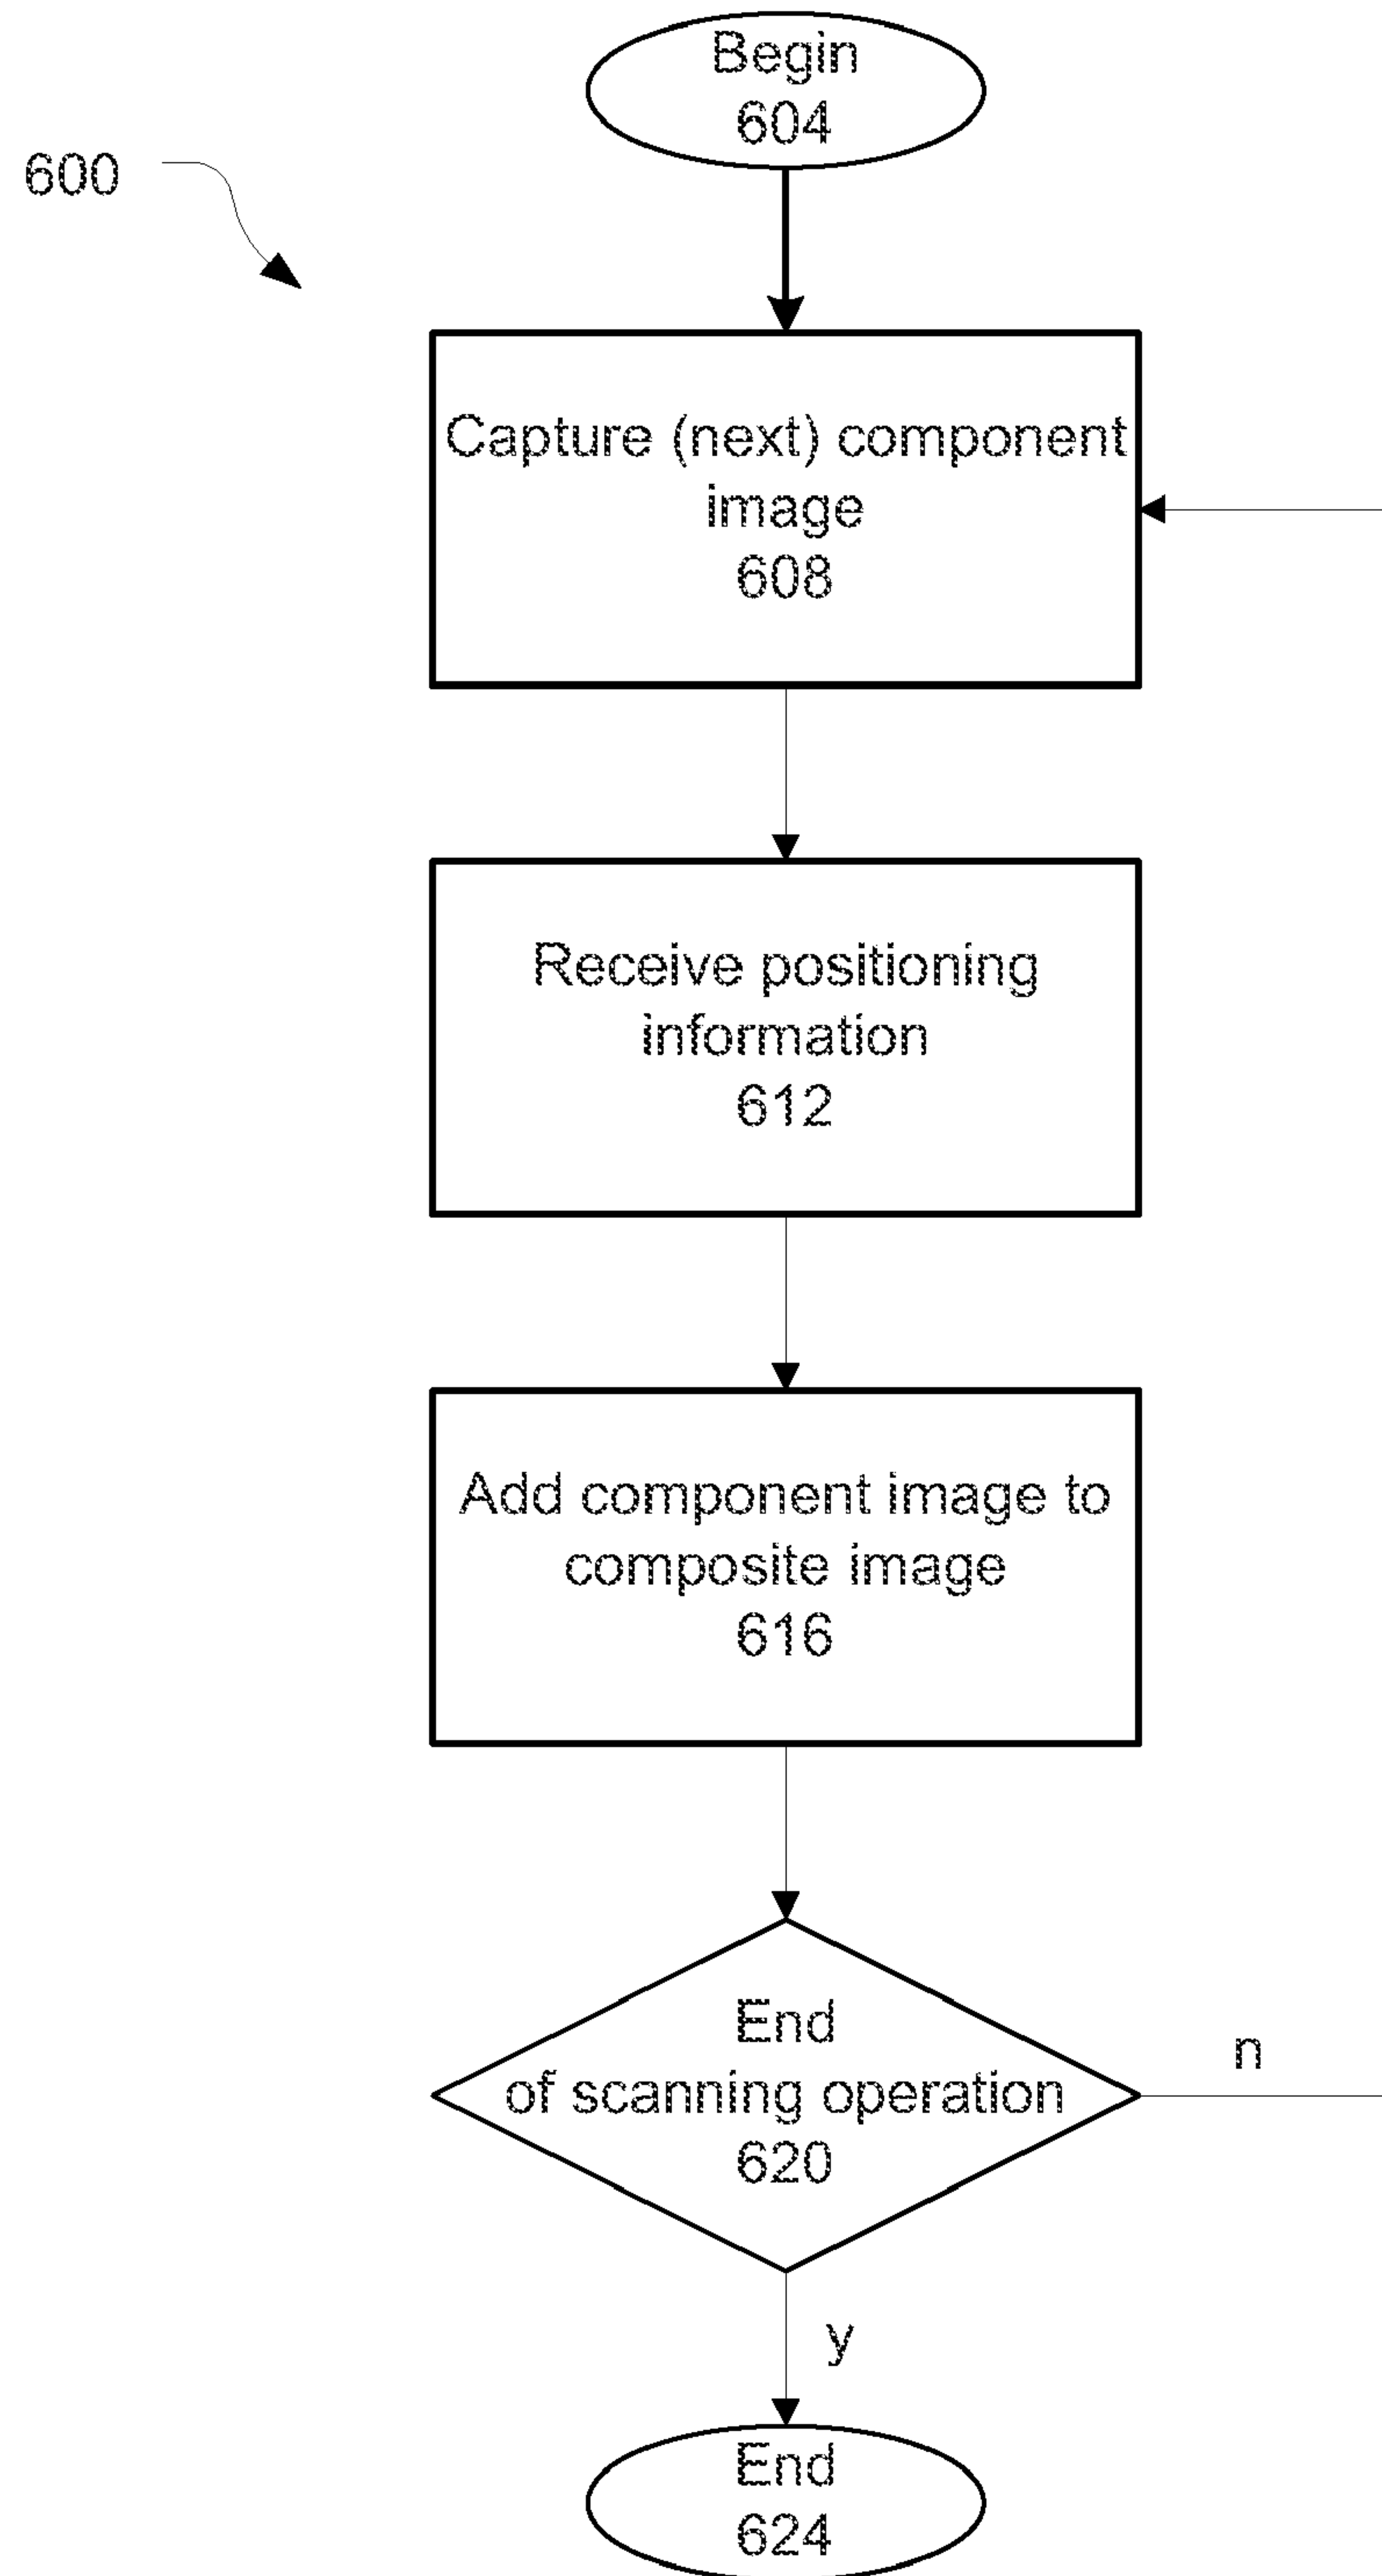 Begin
604
600
Capture (next) component
image
608
Receive positioning
information
612
Add component image to
composite image
616
End
of scanning operation
620
n
y
End
624